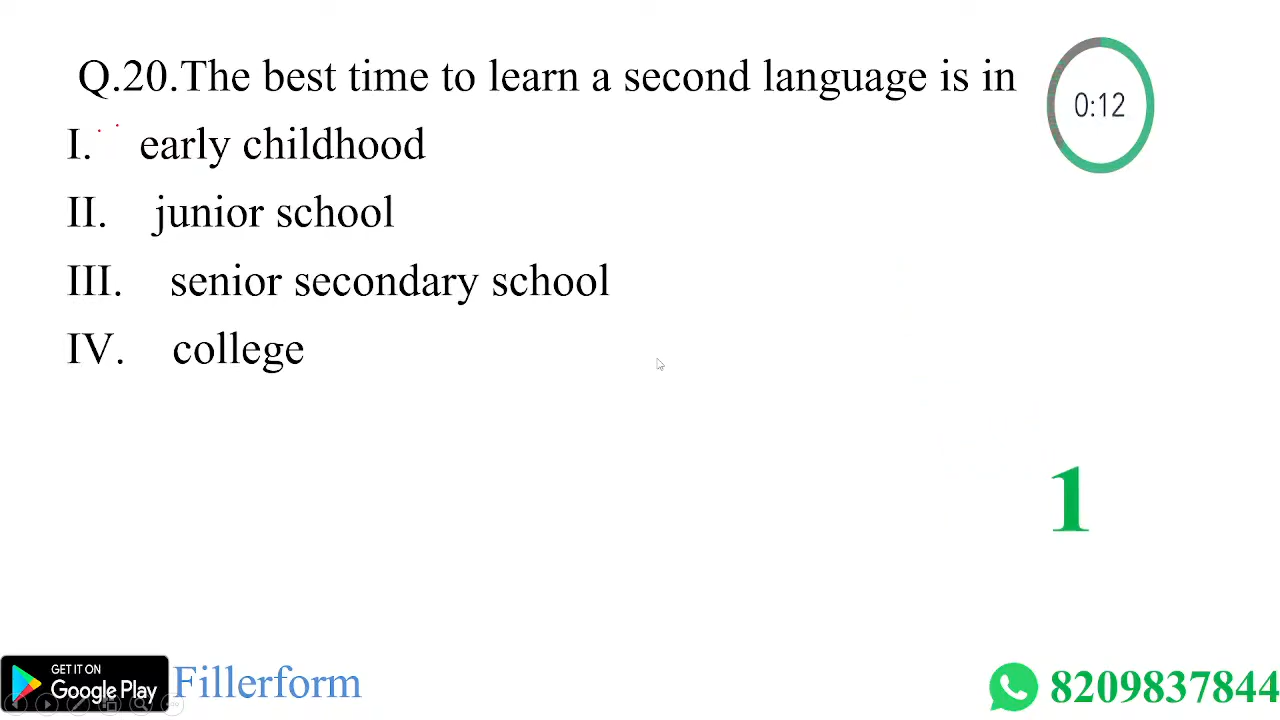 Q.20.The best time to learn a second language is in
0:12
I. early childhood
II. junior school
III. senior secondary school
IV. college
1
GET IT ON
Google Play
Fillerform
8209837844